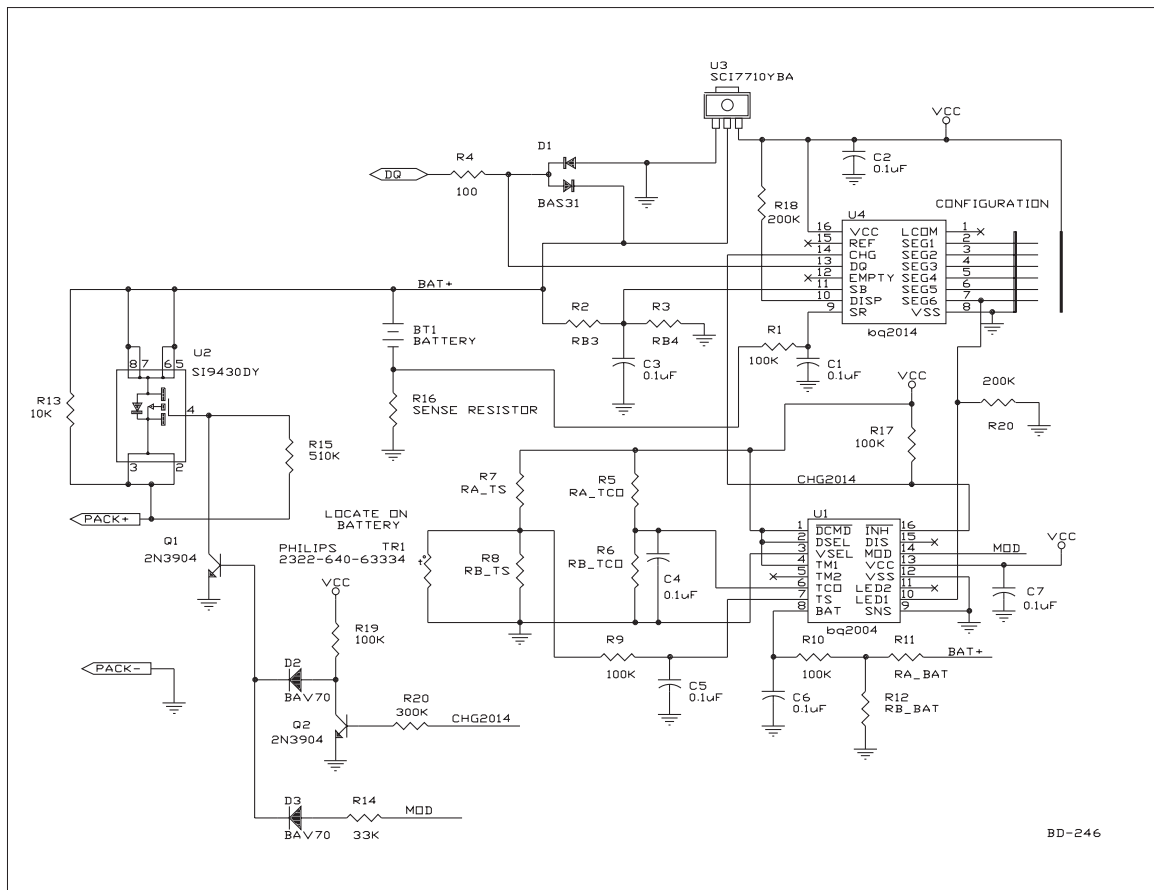 U3
SCI7710YBA
VCC
D1
C2
0.1uF
R4
DQ
100
BAS31
R18
200K
CONFIGURATION
U4
16 VCC LCOM 1
15 REF SEG1 2
14 CHG SEG2 3
13 DQ SEG3 4
12 EMPTY SEG4 5
11 SB SEG5 6
10 DISP SEG6 7
9 SR VSS 8
bq2014
BAT+
R2
RB3
R3
RB4
BT1
BATTERY
C3
0.1uF
R1
100K
C1
0.1uF
8 7 6 5
U2
SI9430DY
4
3 2
R13
10K
R16
SENSE RESISTOR
VCC
200K
R20
R17
100K
R15
510K
R7
RA_TS
R5
RA_TCO
CHG2014
PACK+
LOCATE ON
BATTERY
Q1
2N3904
PHILIPS
2322-640-63334
TR1
t°
R8
RB_TS
R6
RB_TCO
C4
0.1uF
U1
1 DCMD INH 16
2 DSEL DIS 15
3 VSEL MOD 14
4 TM1 VCC 13
5 TM2 VSS 12
6 TCO LED2 11
7 TS LED1 10
8 BAT SNS 9
bq2004
MOD
VCC
C7
0.1uF
VCC
R19
100K
R9
100K
C5
0.1uF
R10
100K
R11
RA_BAT
BAT+
C6
0.1uF
R12
RB_BAT
PACK-
D2
BAV70
Q2
2N3904
R20
300K
CHG2014
D3
BAV70
R14
33K
MOD
BD-246